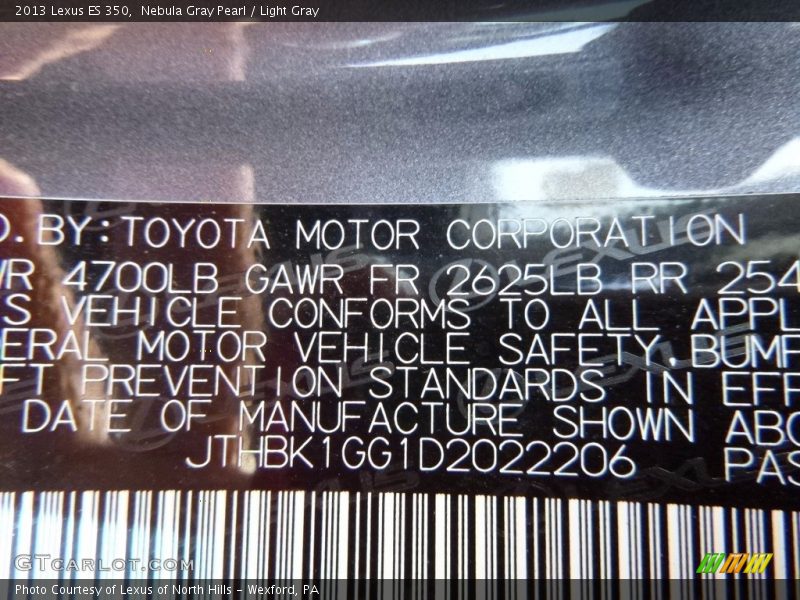 2013 Lexus ES 350, Nebula Gray Pearl / Light Gray
D. BY: TOYOTA MOTOR CORPORATION
WR 4700LB GAWR FR 2625LB RR 254
S VEHICLE CONFORMS TO ALL APPL
ERAL MOTOR VEHICLE SAFETY, BUMP
FT PREVENTION STANDARDS IN EFF
DATE OF MANUFACTURE SHOWN ABO
JTHBK1GG1D2022206 PAS
GTCARLOT.COM
Photo Courtesy of Lexus of North Hills - Wexford, PA